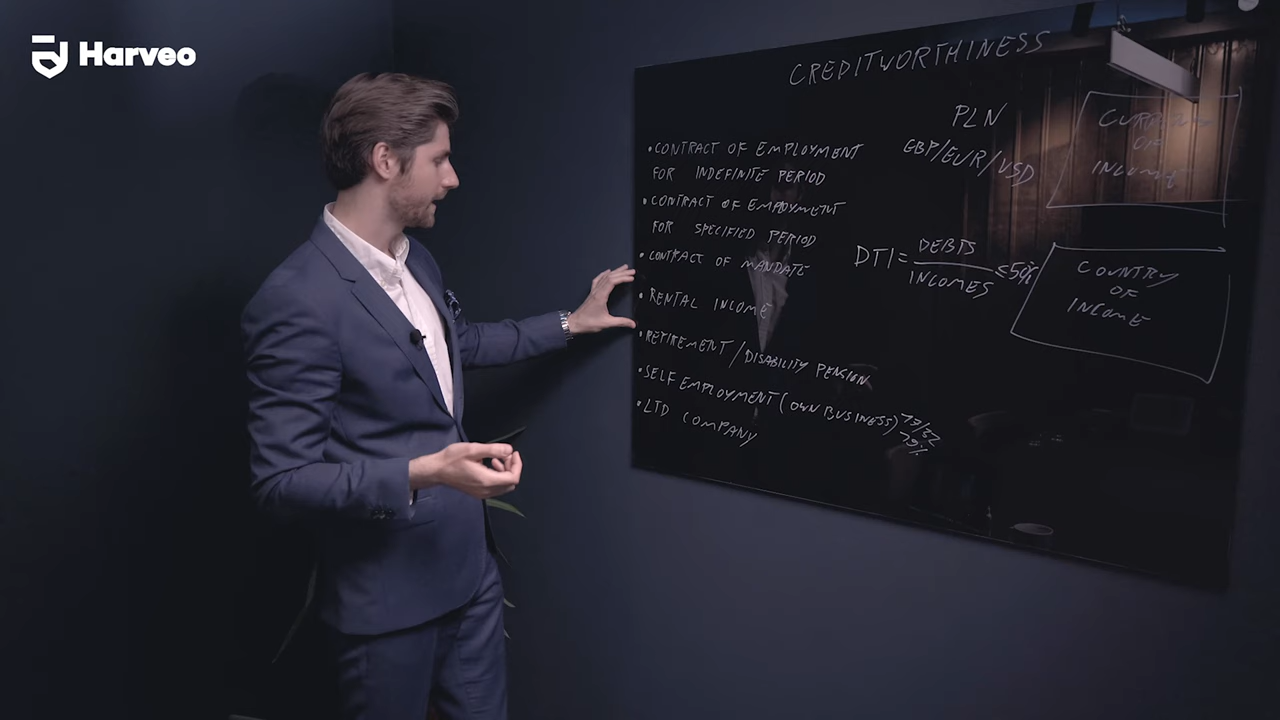 Harveo
CREDITWORTHINESS
PLN
GBP/EUR/USD
CURRENCY
OF
INCOME
• CONTRACT OF EMPLOYMENT
FOR INDEFINITE PERIOD
• CONTRACT OF EMPLOYMENT
FOR SPECIFIED PERIOD
• CONTRACT OF MANDATE
• RENTAL INCOME
• RETIREMENT/DISABILITY PENSION
• SELF EMPLOYMENT (OWN BUSINESS)
• LTD COMPANY
DTI = DEBTS
INCOMES
≤50%
COUNTRY
OF
INCOME